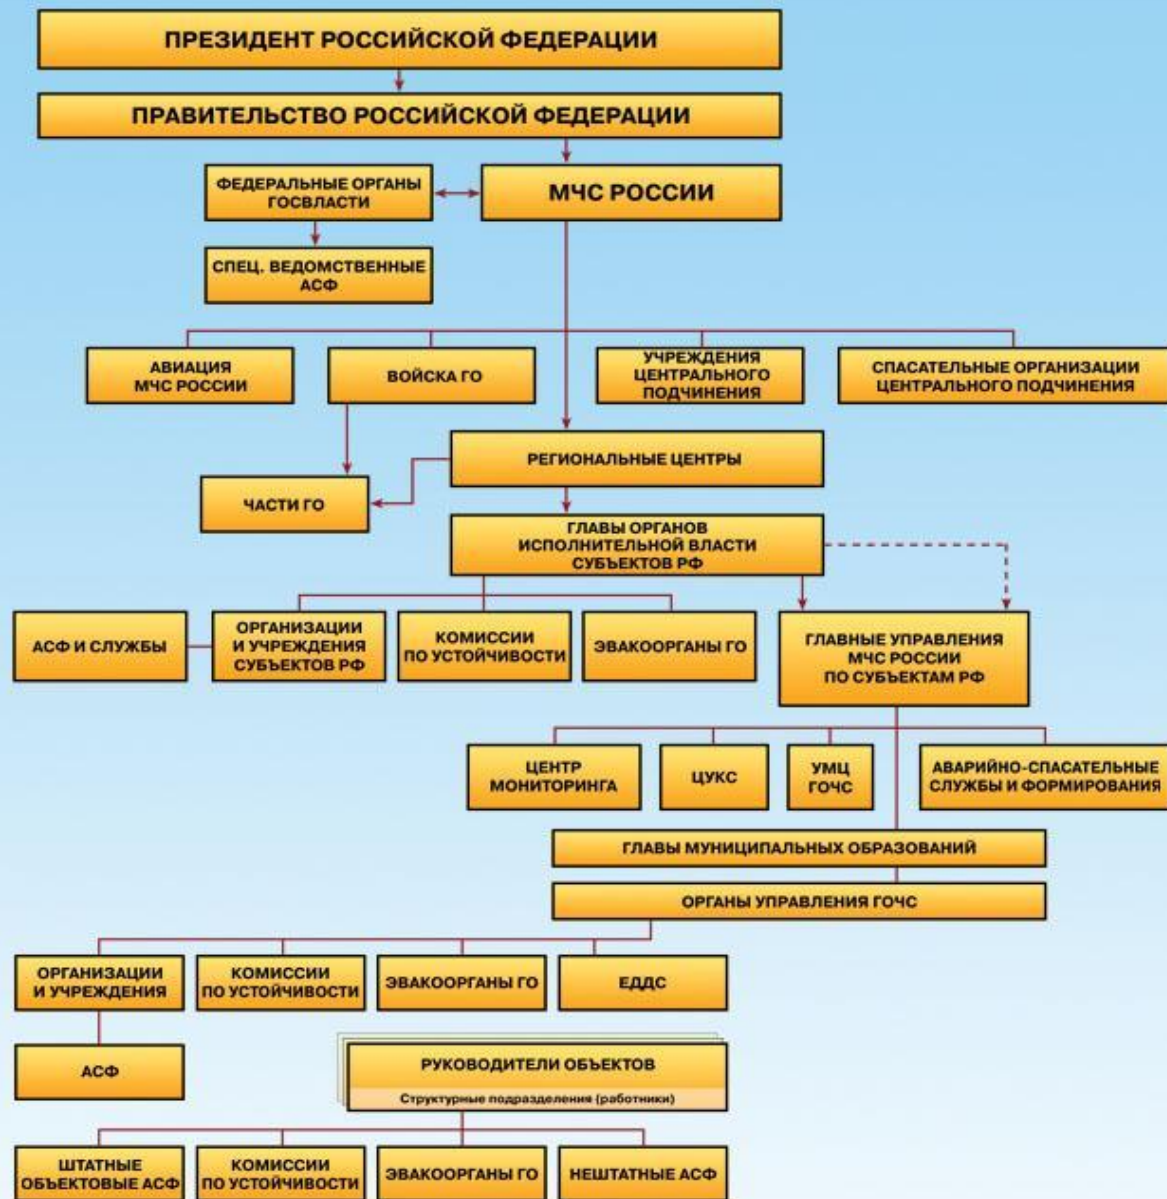 ПРЕЗИДЕНТ РОССИЙСКОЙ ФЕДЕРАЦИИ
ПРАВИТЕЛЬСТВО РОССИЙСКОЙ ФЕДЕРАЦИИ
ФЕДЕРАЛЬНЫЕ ОРГАНЫ
ГОСВЛАСТИ
МЧС РОССИИ
СПЕЦ. ВЕДОМСТВЕННЫЕ
АСФ
АВИАЦИЯ
МЧС РОССИИ
ВОЙСКА ГО
УЧРЕЖДЕНИЯ
ЦЕНТРАЛЬНОГО
ПОДЧИНЕНИЯ
СПАСАТЕЛЬНЫЕ ОРГАНИЗАЦИИ
ЦЕНТРАЛЬНОГО ПОДЧИНЕНИЯ
РЕГИОНАЛЬНЫЕ ЦЕНТРЫ
ЧАСТИ ГО
ГЛАВЫ ОРГАНОВ
ИСПОЛНИТЕЛЬНОЙ ВЛАСТИ
СУБЪЕКТОВ РФ
АСФ И СЛУЖБЫ
ОРГАНИЗАЦИИ
И УЧРЕЖДЕНИЯ
СУБЪЕКТОВ РФ
КОМИССИИ
ПО УСТОЙЧИВОСТИ
ЭВАКООРГАНЫ ГО
ГЛАВНЫЕ УПРАВЛЕНИЯ
МЧС РОССИИ
ПО СУБЪЕКТАМ РФ
ЦЕНТР
МОНИТОРИНГА
ЦУКС
УМЦ
ГОЧС
АВАРИЙНО-СПАСАТЕЛЬНЫЕ
СЛУЖБЫ И ФОРМИРОВАНИЯ
ГЛАВЫ МУНИЦИПАЛЬНЫХ ОБРАЗОВАНИЙ
ОРГАНЫ УПРАВЛЕНИЯ ГОЧС
ОРГАНИЗАЦИИ
И УЧРЕЖДЕНИЯ
КОМИССИИ
ПО УСТОЙЧИВОСТИ
ЭВАКООРГАНЫ ГО
ЕДДС
АСФ
РУКОВОДИТЕЛИ ОБЪЕКТОВ
Структурные подразделения (работники)
ШТАТНЫЕ
ОБЪЕКТОВЫЕ АСФ
КОМИССИИ
ПО УСТОЙЧИВОСТИ
ЭВАКООРГАНЫ ГО
НЕШТАТНЫЕ АСФ